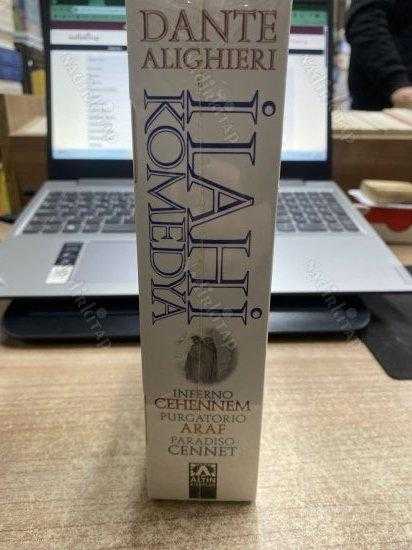 DANTE
ALIGHIERI
İLAHİ
KOMEDYA
INFERNO
CEHENNEM
PURGATORIO
ARAF
PARADISO
CENNET
ALTIN